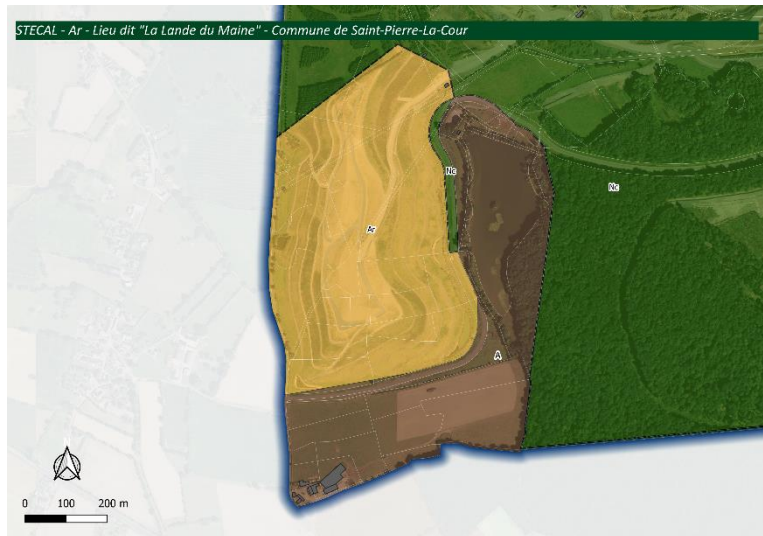 STECAL - Ar - Lieu dit "La Lande du Maine" - Commune de Saint-Pierre-La-Cour
Nc
Nc
Ar
A
0 100 200 m